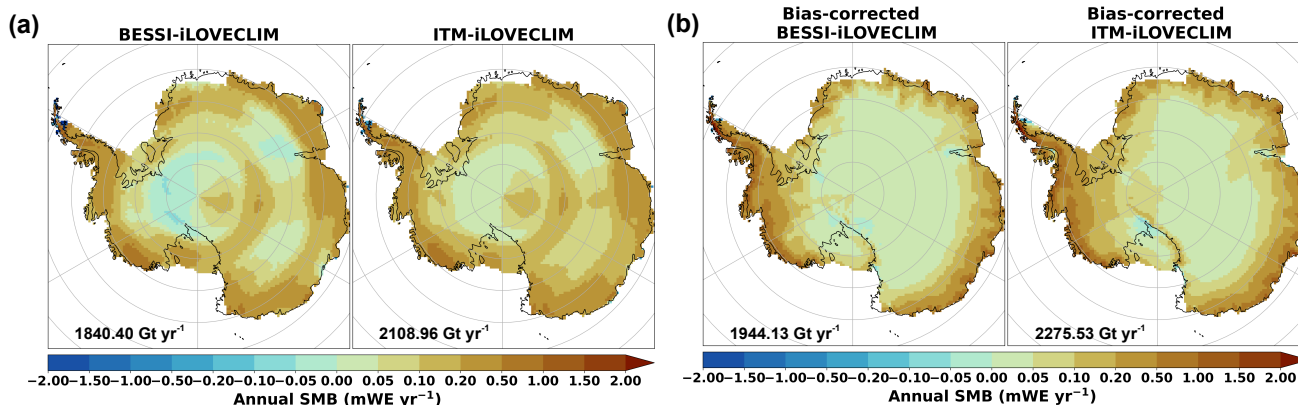 (a)
BESSI-iLOVECLIM
ITM-iLOVECLIM
1840.40 Gt yr⁻¹
2108.96 Gt yr⁻¹
−2.00 −1.50 −1.00 −0.50 −0.20 −0.10 −0.05 0.00 0.05 0.10 0.20 0.50 1.00 1.50 2.00
Annual SMB (mWE yr⁻¹)
(b)
Bias-corrected
BESSI-iLOVECLIM
Bias-corrected
ITM-iLOVECLIM
1944.13 Gt yr⁻¹
2275.53 Gt yr⁻¹
−2.00 −1.50 −1.00 −0.50 −0.20 −0.10 −0.05 0.00 0.05 0.10 0.20 0.50 1.00 1.50 2.00
Annual SMB (mWE yr⁻¹)